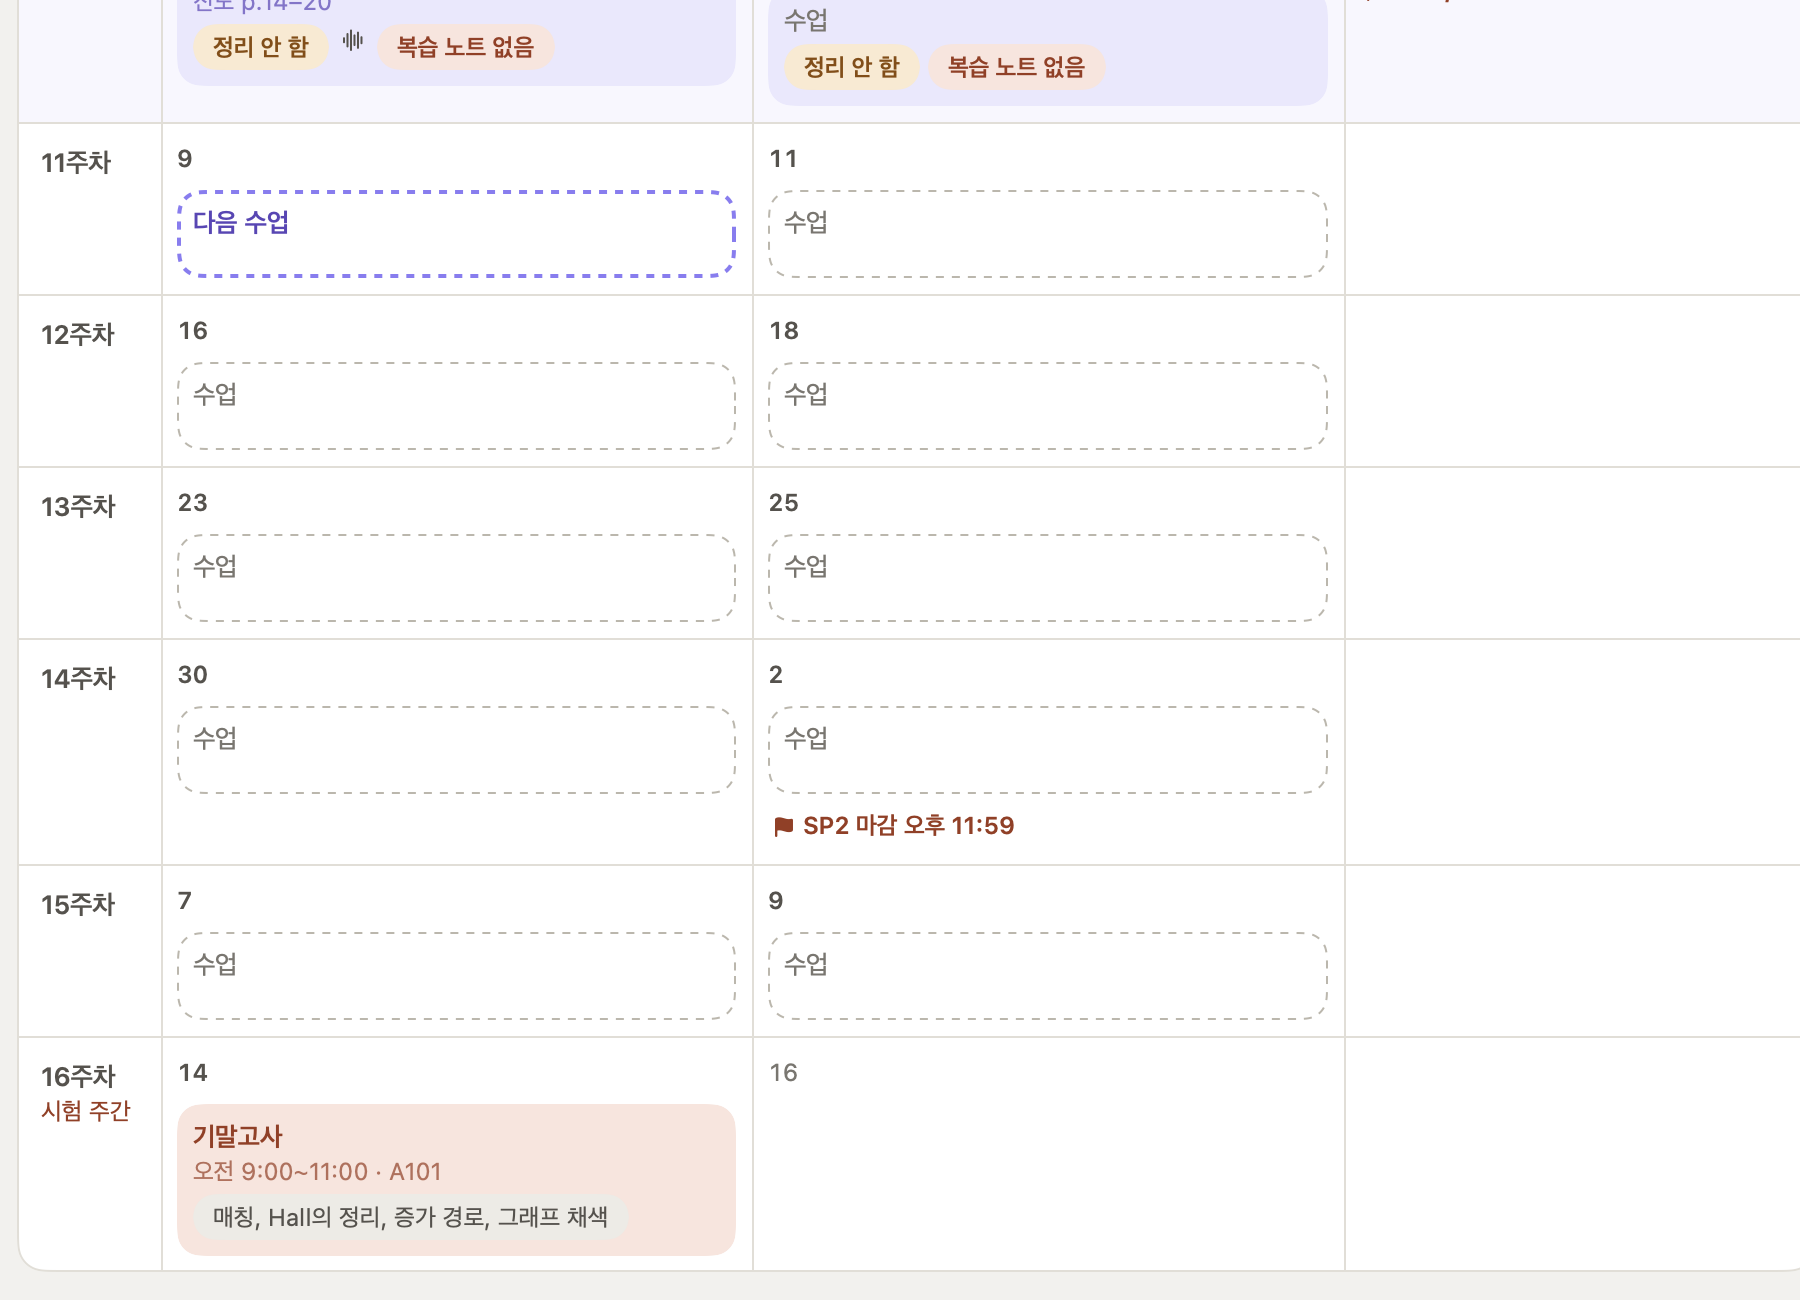 진도 p.14–20
정리 안 함
복습 노트 없음
수업
정리 안 함
복습 노트 없음
11주차
9
다음 수업
11
수업
12주차
16
수업
18
수업
13주차
23
수업
25
수업
14주차
30
수업
2
수업
SP2 마감 오후 11:59
15주차
7
수업
9
수업
16주차
시험 주간
14
기말고사
오전 9:00~11:00 · A101
매칭, Hall의 정리, 증가 경로, 그래프 채색
16